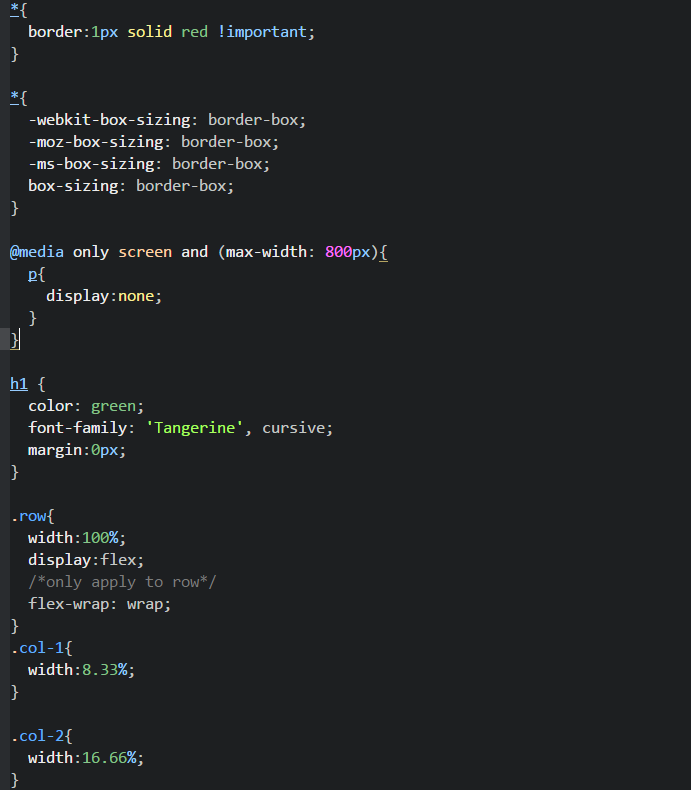 *{
  border:1px solid red !important;
}

*{
  -webkit-box-sizing: border-box;
  -moz-box-sizing: border-box;
  -ms-box-sizing: border-box;
  box-sizing: border-box;
}

@media only screen and (max-width: 800px){
  p{
    display:none;
  }
}

h1 {
  color: green;
  font-family: 'Tangerine', cursive;
  margin:0px;
}

.row{
  width:100%;
  display:flex;
  /*only apply to row*/
  flex-wrap: wrap;
}
.col-1{
  width:8.33%;
}

.col-2{
  width:16.66%;
}